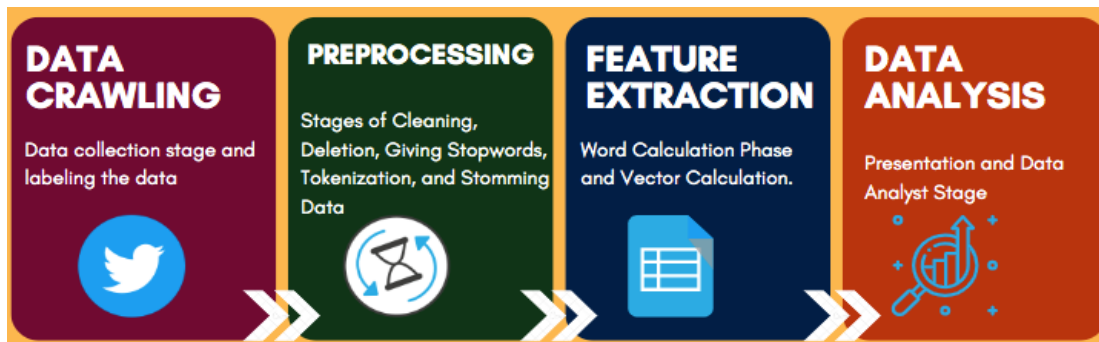 DATA
CRAWLING
Data collection stage and
labeling the data
PREPROCESSING
Stages of Cleaning,
Deletion, Giving Stopwords,
Tokenization, and Stomming
Data
FEATURE
EXTRACTION
Word Calculation Phase
and Vector Calculation.
DATA
ANALYSIS
Presentation and Data
Analyst Stage